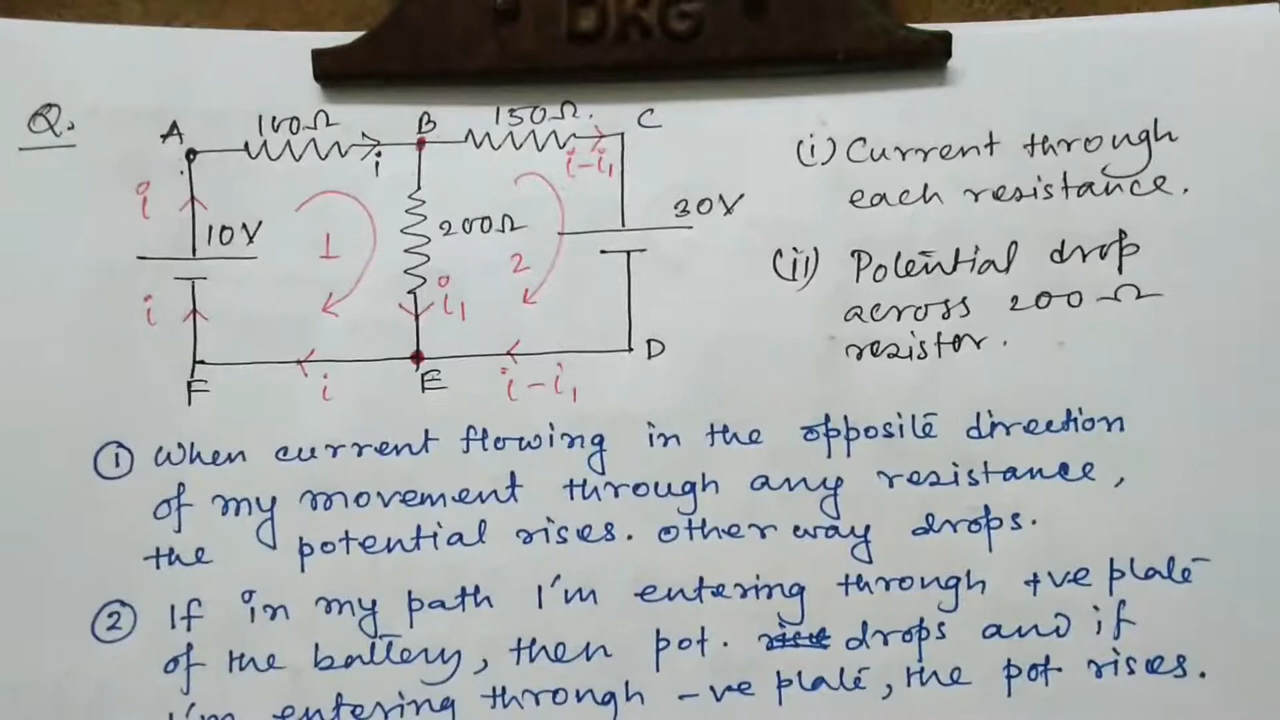 DKG
Q.
A 100Ω B 150Ω. C
i i-i₁
i 10V 1 200Ω 2 30V
i i₁
F i E i-i₁ D
(i) Current through
each resistance.
(ii) Potential drop
across 200Ω
resistor.
① When current flowing in the opposite direction
of my movement through any resistance,
the potential rises. Other way drops.
② If in my path I'm entering through +ve plate
of the battery, then pot. drops and if
I'm entering through -ve plate, the pot rises.